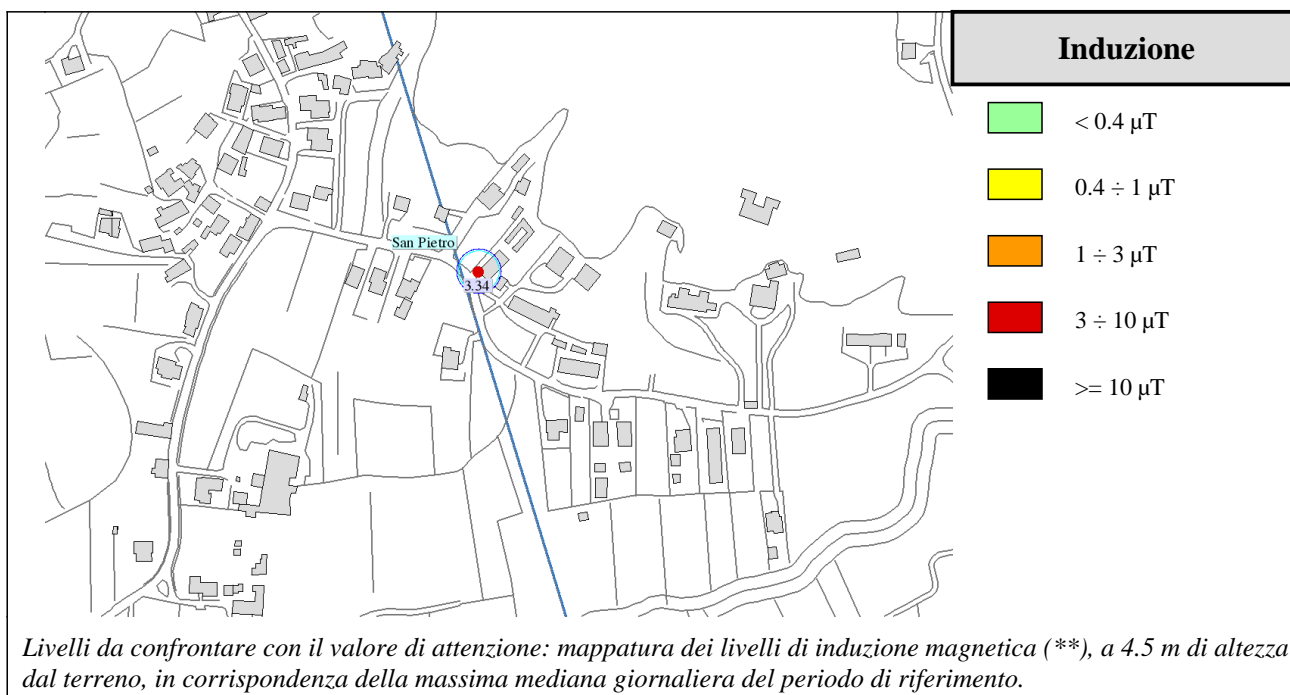 Induzione
< 0.4 µT
0.4 ÷ 1 µT
1 ÷ 3 µT
3 ÷ 10 µT
>= 10 µT
San Pietro
3.34
Livelli da confrontare con il valore di attenzione: mappatura dei livelli di induzione magnetica (**), a 4.5 m di altezza
dal terreno, in corrispondenza della massima mediana giornaliera del periodo di riferimento.